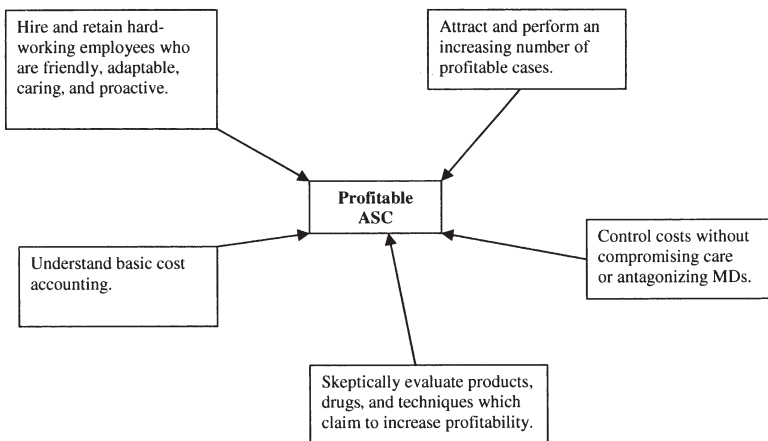 Hire and retain hard-
working employees who
are friendly, adaptable,
caring, and proactive.
Attract and perform an
increasing number of
profitable cases.
Profitable
ASC
Understand basic cost
accounting.
Control costs without
compromising care
or antagonizing MDs.
Skeptically evaluate products,
drugs, and techniques which
claim to increase profitability.